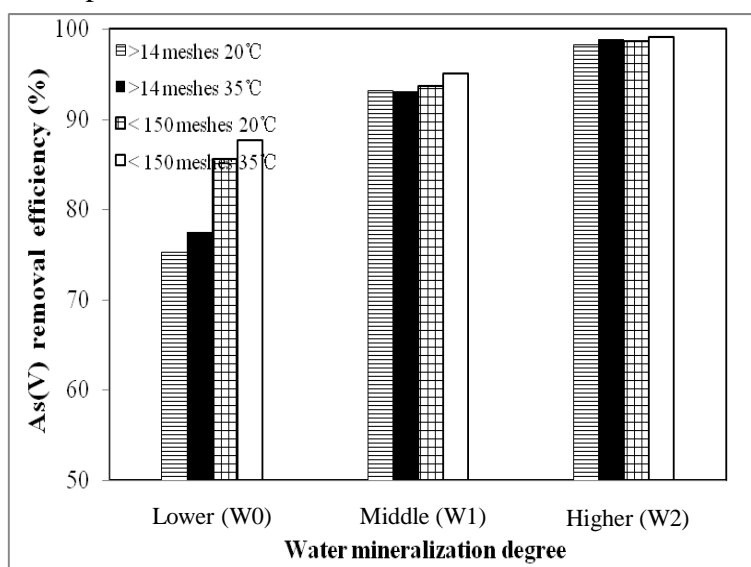 100
90
80
70
60
50
As(V) removal efficiency (%)
>14 meshes 20℃
>14 meshes 35℃
< 150 meshes 20℃
< 150 meshes 35℃
Lower (W0)
Middle (W1)
Higher (W2)
Water mineralization degree